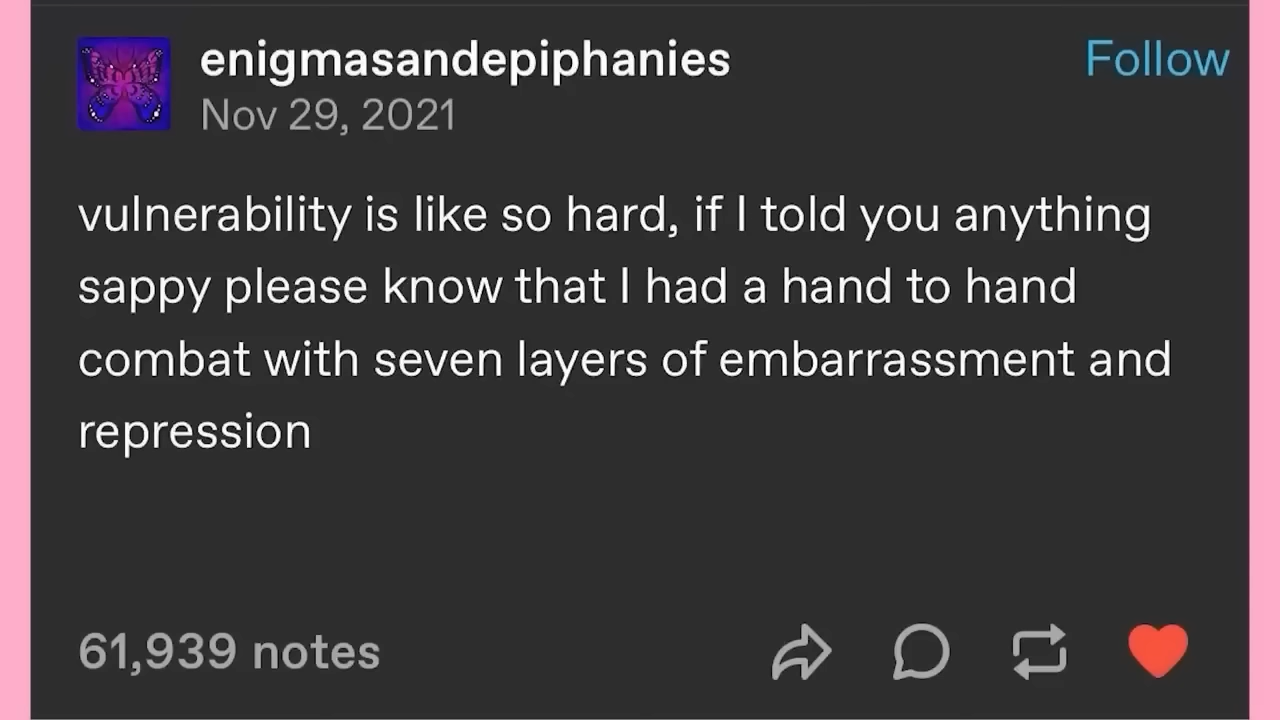 enigmasandepiphanies
Follow
Nov 29, 2021
vulnerability is like so hard, if I told you anything
sappy please know that I had a hand to hand
combat with seven layers of embarrassment and
repression
61,939 notes